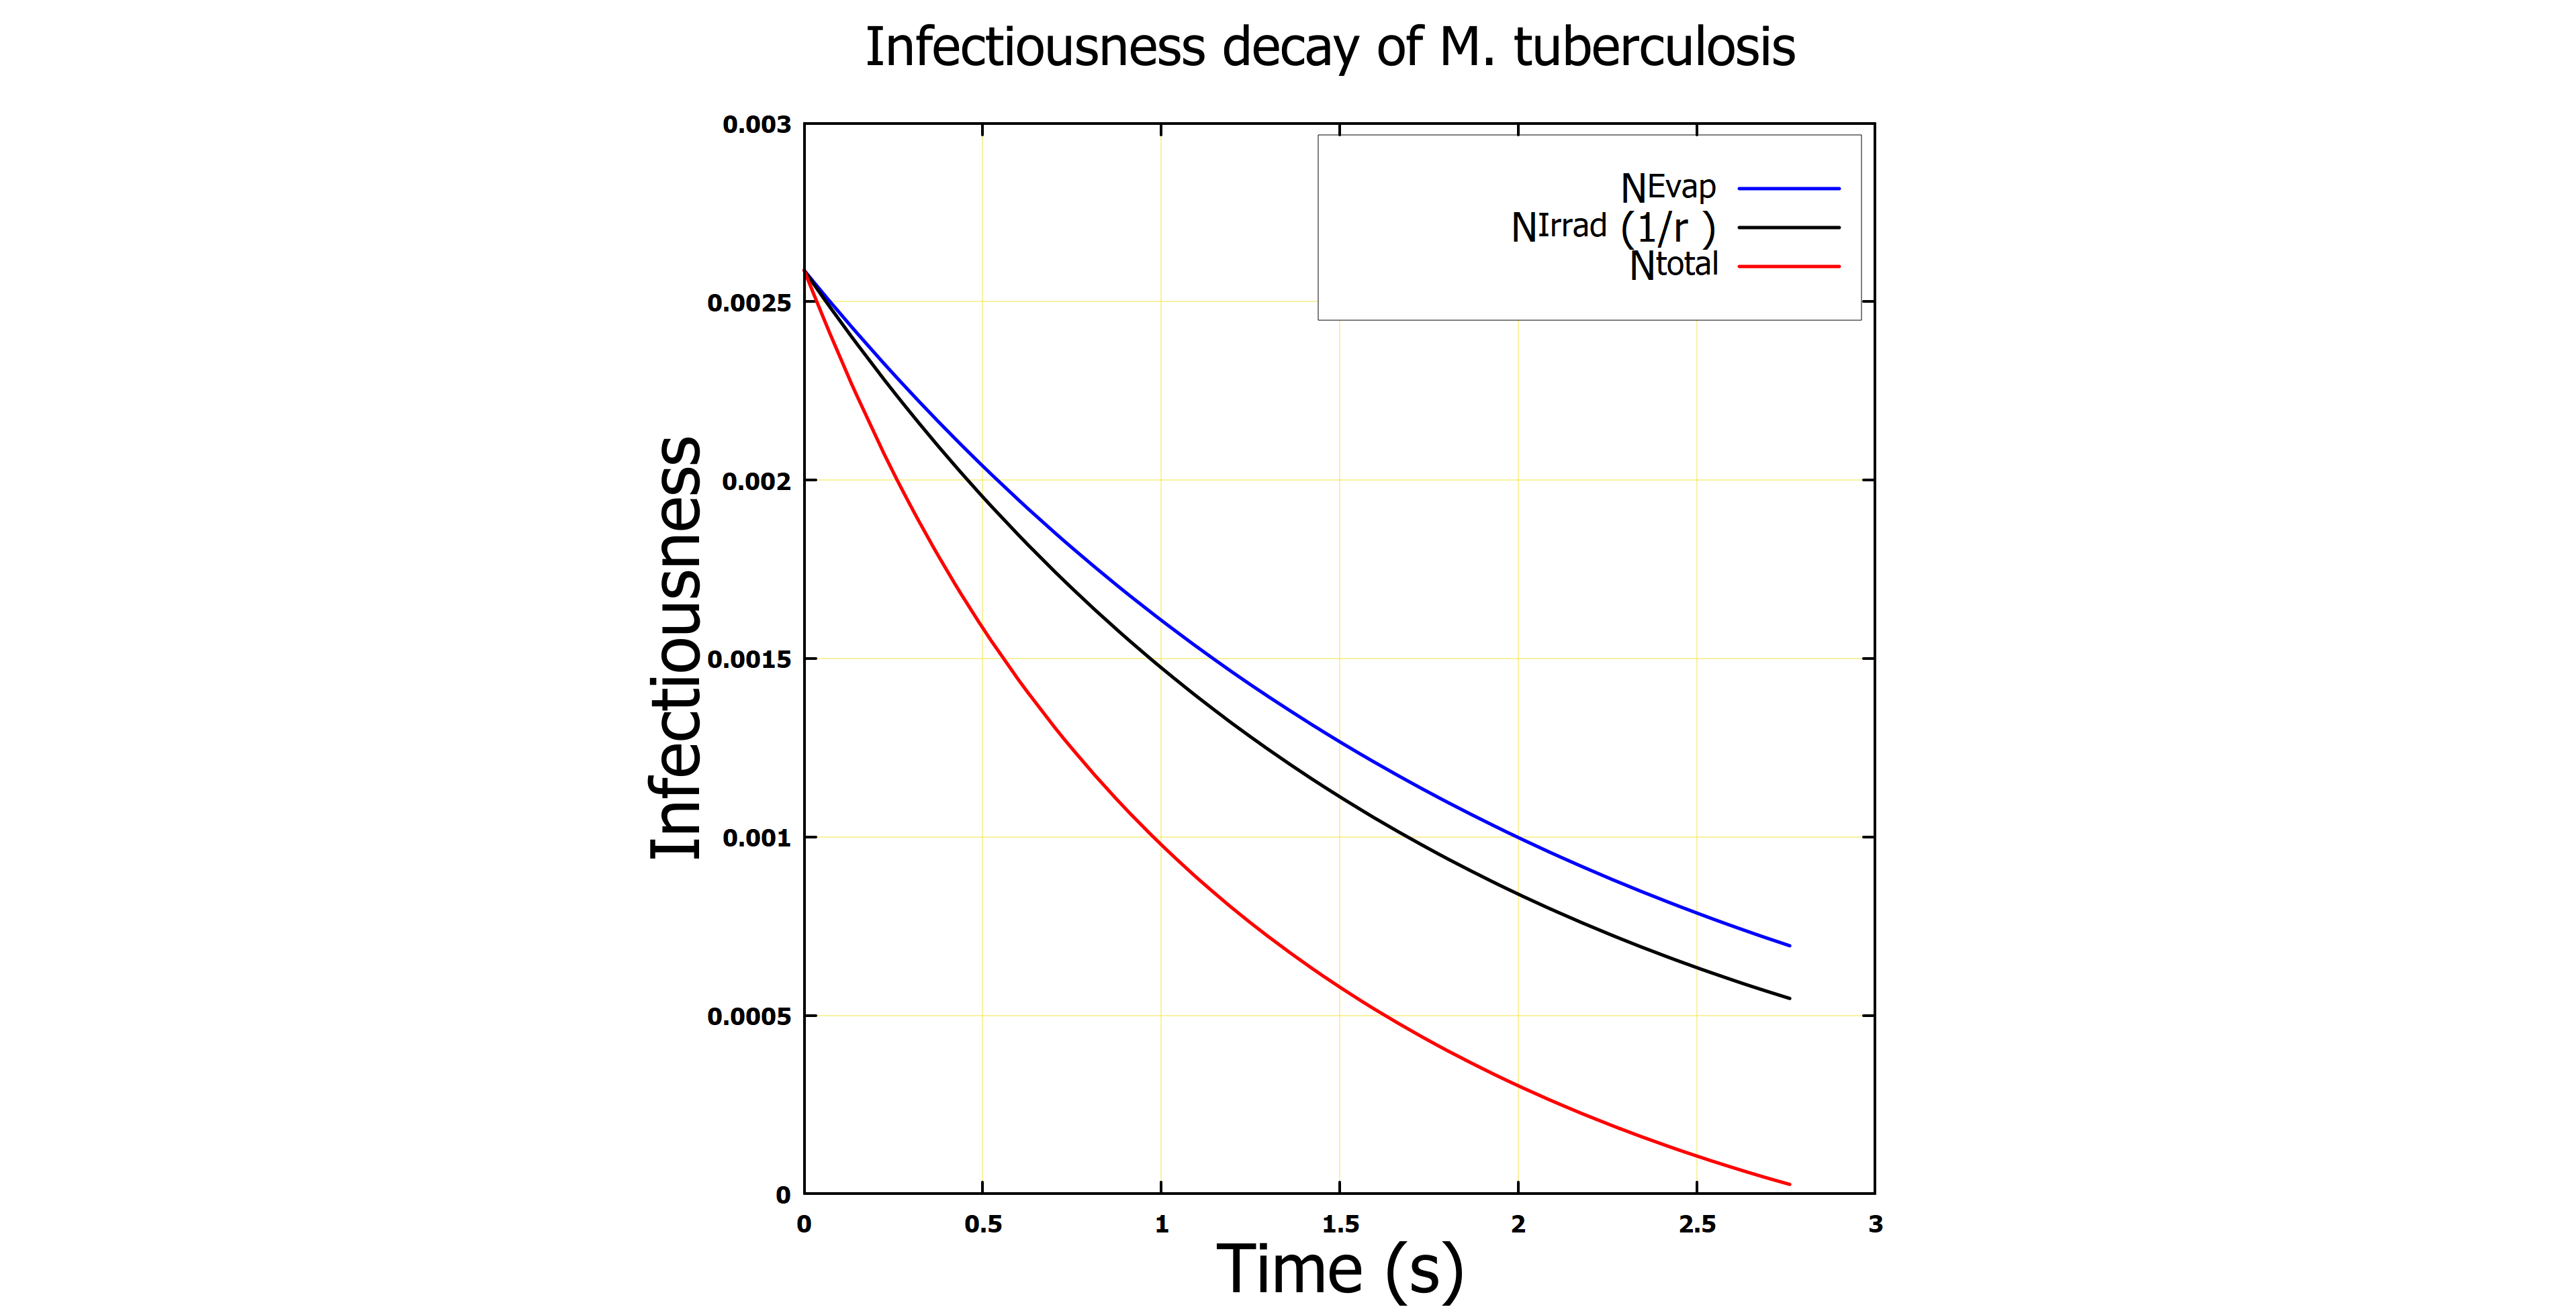 Infectiousness decay of M. tuberculosis
0.003
0.0025
0.002
0.0015
0.001
0.0005
0
Infectiousness
NEvap
NIrrad (1/r )
Ntotal
0 0.5 1 1.5 2 2.5 3
Time (s)